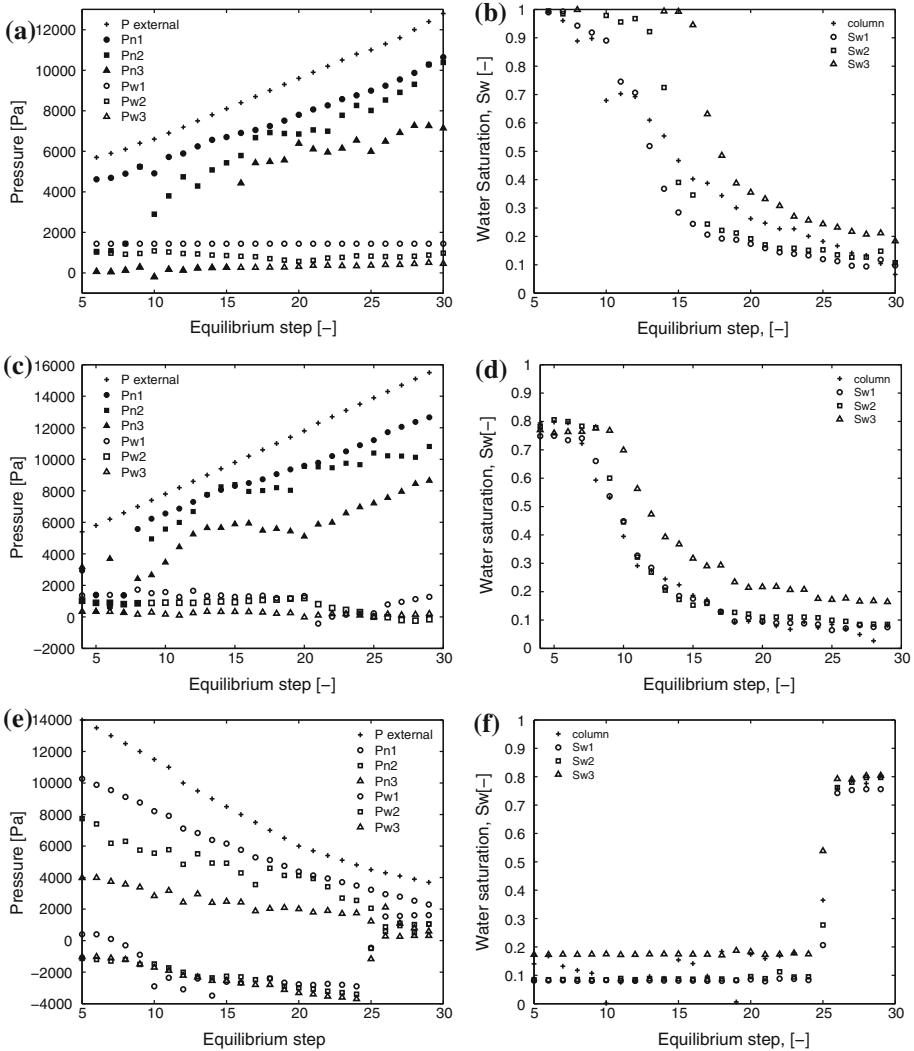 (a)
12000
10000
8000
6000
4000
2000
0
Pressure [Pa]
P external
Pn1
Pn2
Pn3
Pw1
Pw2
Pw3
5
10
15
20
25
30
Equilibrium step [−]
(b)
1
0.9
0.8
0.7
0.6
0.5
0.4
0.3
0.2
0.1
0
Water Saturation, Sw [−]
column
Sw1
Sw2
Sw3
5
10
15
20
25
30
Equilibrium step, [−]
(c)
16000
14000
12000
10000
8000
6000
4000
2000
0
−2000
Pressure [Pa]
P external
Pn1
Pn2
Pn3
Pw1
Pw2
Pw3
5
10
15
20
25
30
Equilibrium step [−]
(d)
1
0.9
0.8
0.7
0.6
0.5
0.4
0.3
0.2
0.1
0
Water saturation, Sw[−]
column
Sw1
Sw2
Sw3
5
10
15
20
25
30
Equilibrium step, [−]
(e)
14000
12000
10000
8000
6000
4000
2000
0
−2000
−4000
Pressure [Pa]
P external
Pn1
Pn2
Pn3
Pw1
Pw2
Pw3
5
10
15
20
25
30
Equilibrium step
(f)
1
0.9
0.8
0.7
0.6
0.5
0.4
0.3
0.2
0.1
0
Water saturation, Sw[−]
column
Sw1
Sw2
Sw3
5
10
15
20
25
30
Equilibrium step, [−]